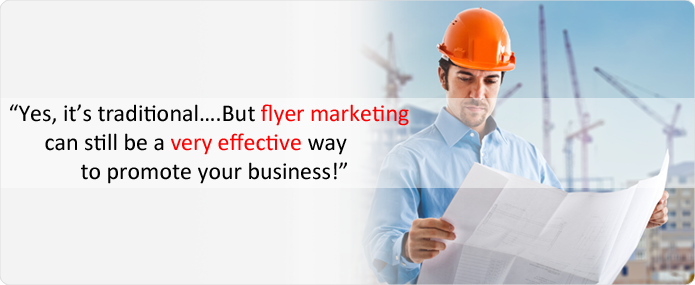 “Yes, it’s traditional....But flyer marketing
can still be a very effective way
to promote your business!”